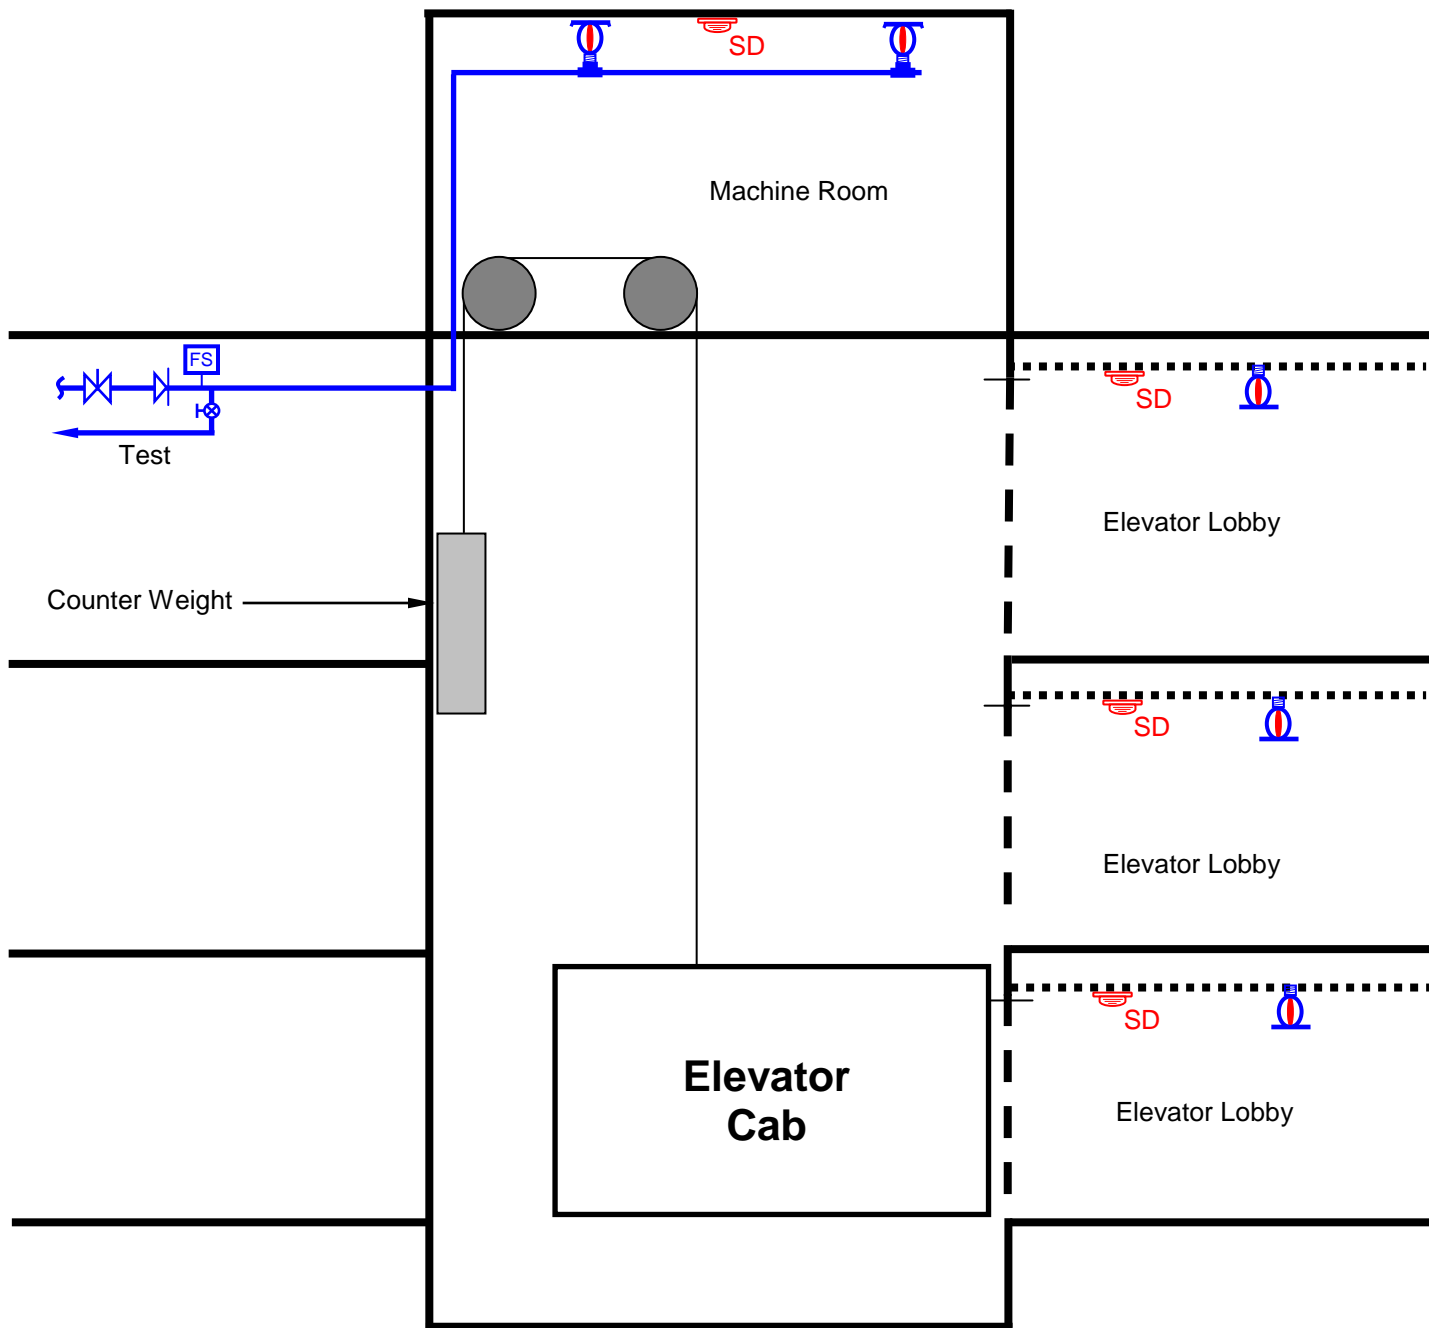 SD
Machine Room
FS
SD
Test
Elevator Lobby
Counter Weight
SD
Elevator Lobby
SD
Elevator
Cab
Elevator Lobby